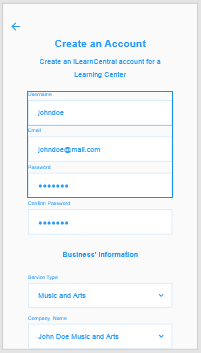 Create an Account
Create an iLearnCentral account for a
Learning Center
Username
johndoe
Email
johndoe@mail.com
Password
•••••••
Confirm Password
•••••••
Business' Information
Service Type
Music and Arts
Company Name
John Doe Music and Arts